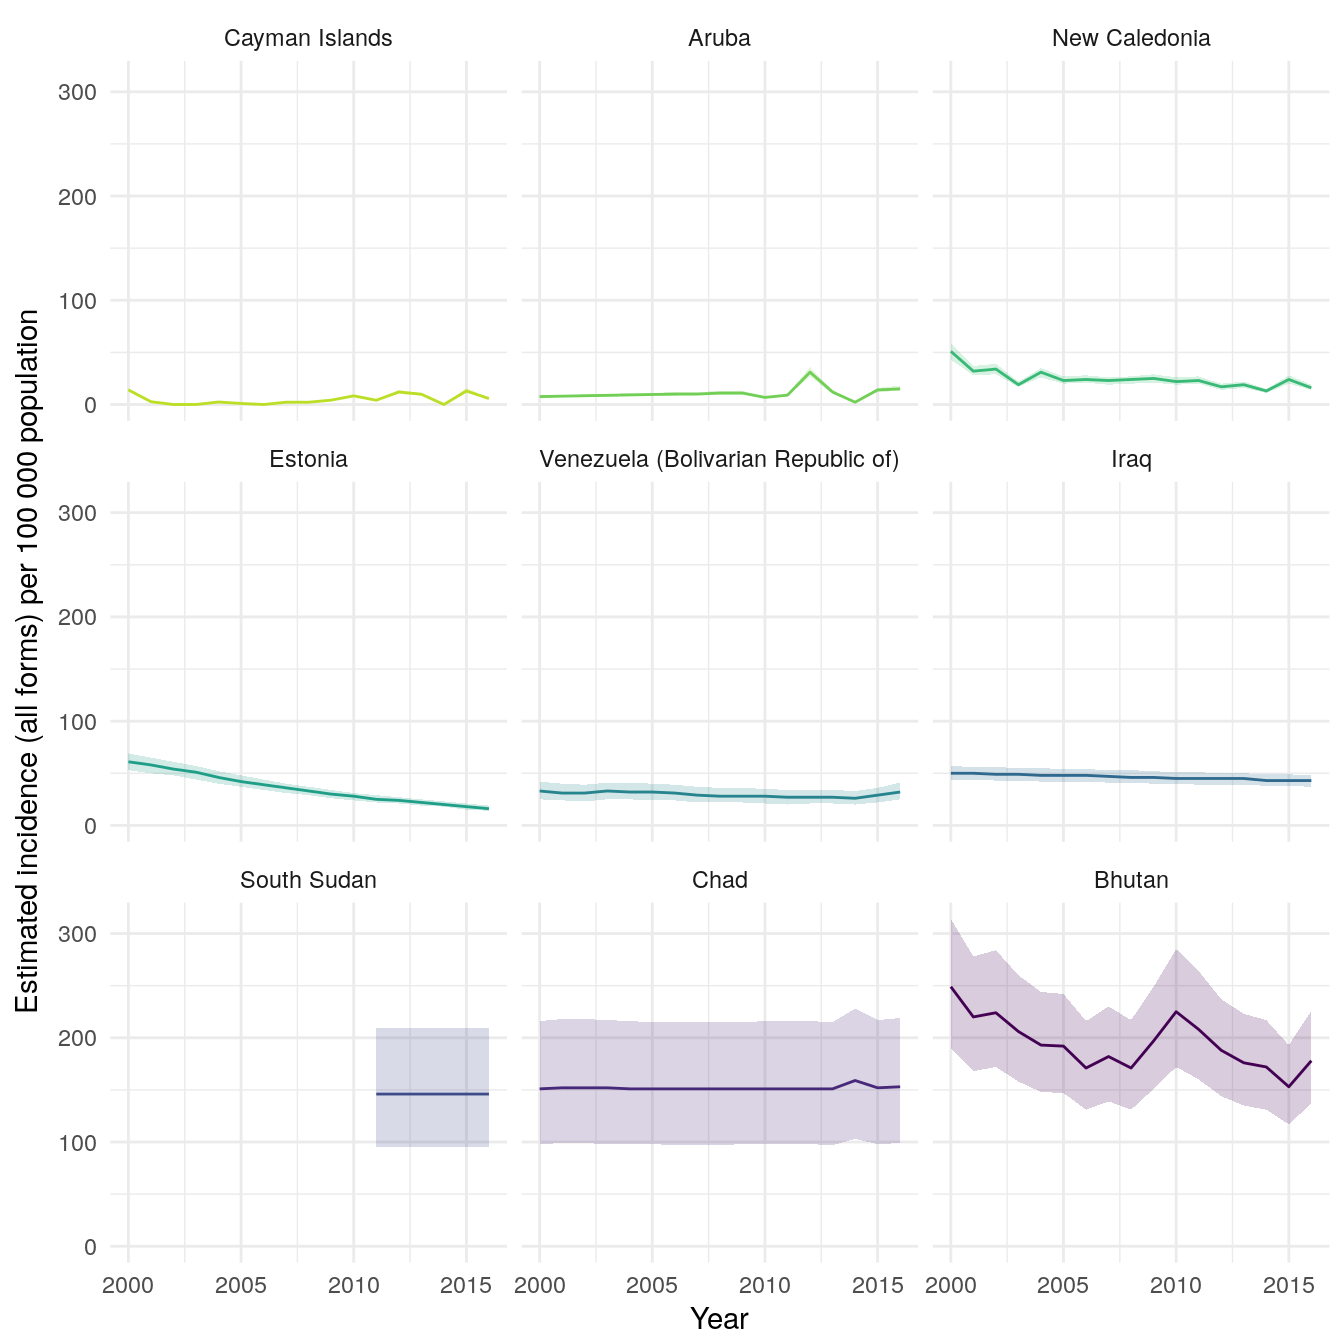 Cayman Islands Aruba New Caledonia
300
200
100
0
Estonia Venezuela (Bolivarian Republic of) Iraq
300
200
100
0
South Sudan Chad Bhutan
300
200
100
0
2000 2005 2010 2015 2000 2005 2010 2015 2000 2005 2010 2015
Year
Estimated incidence (all forms) per 100 000 population